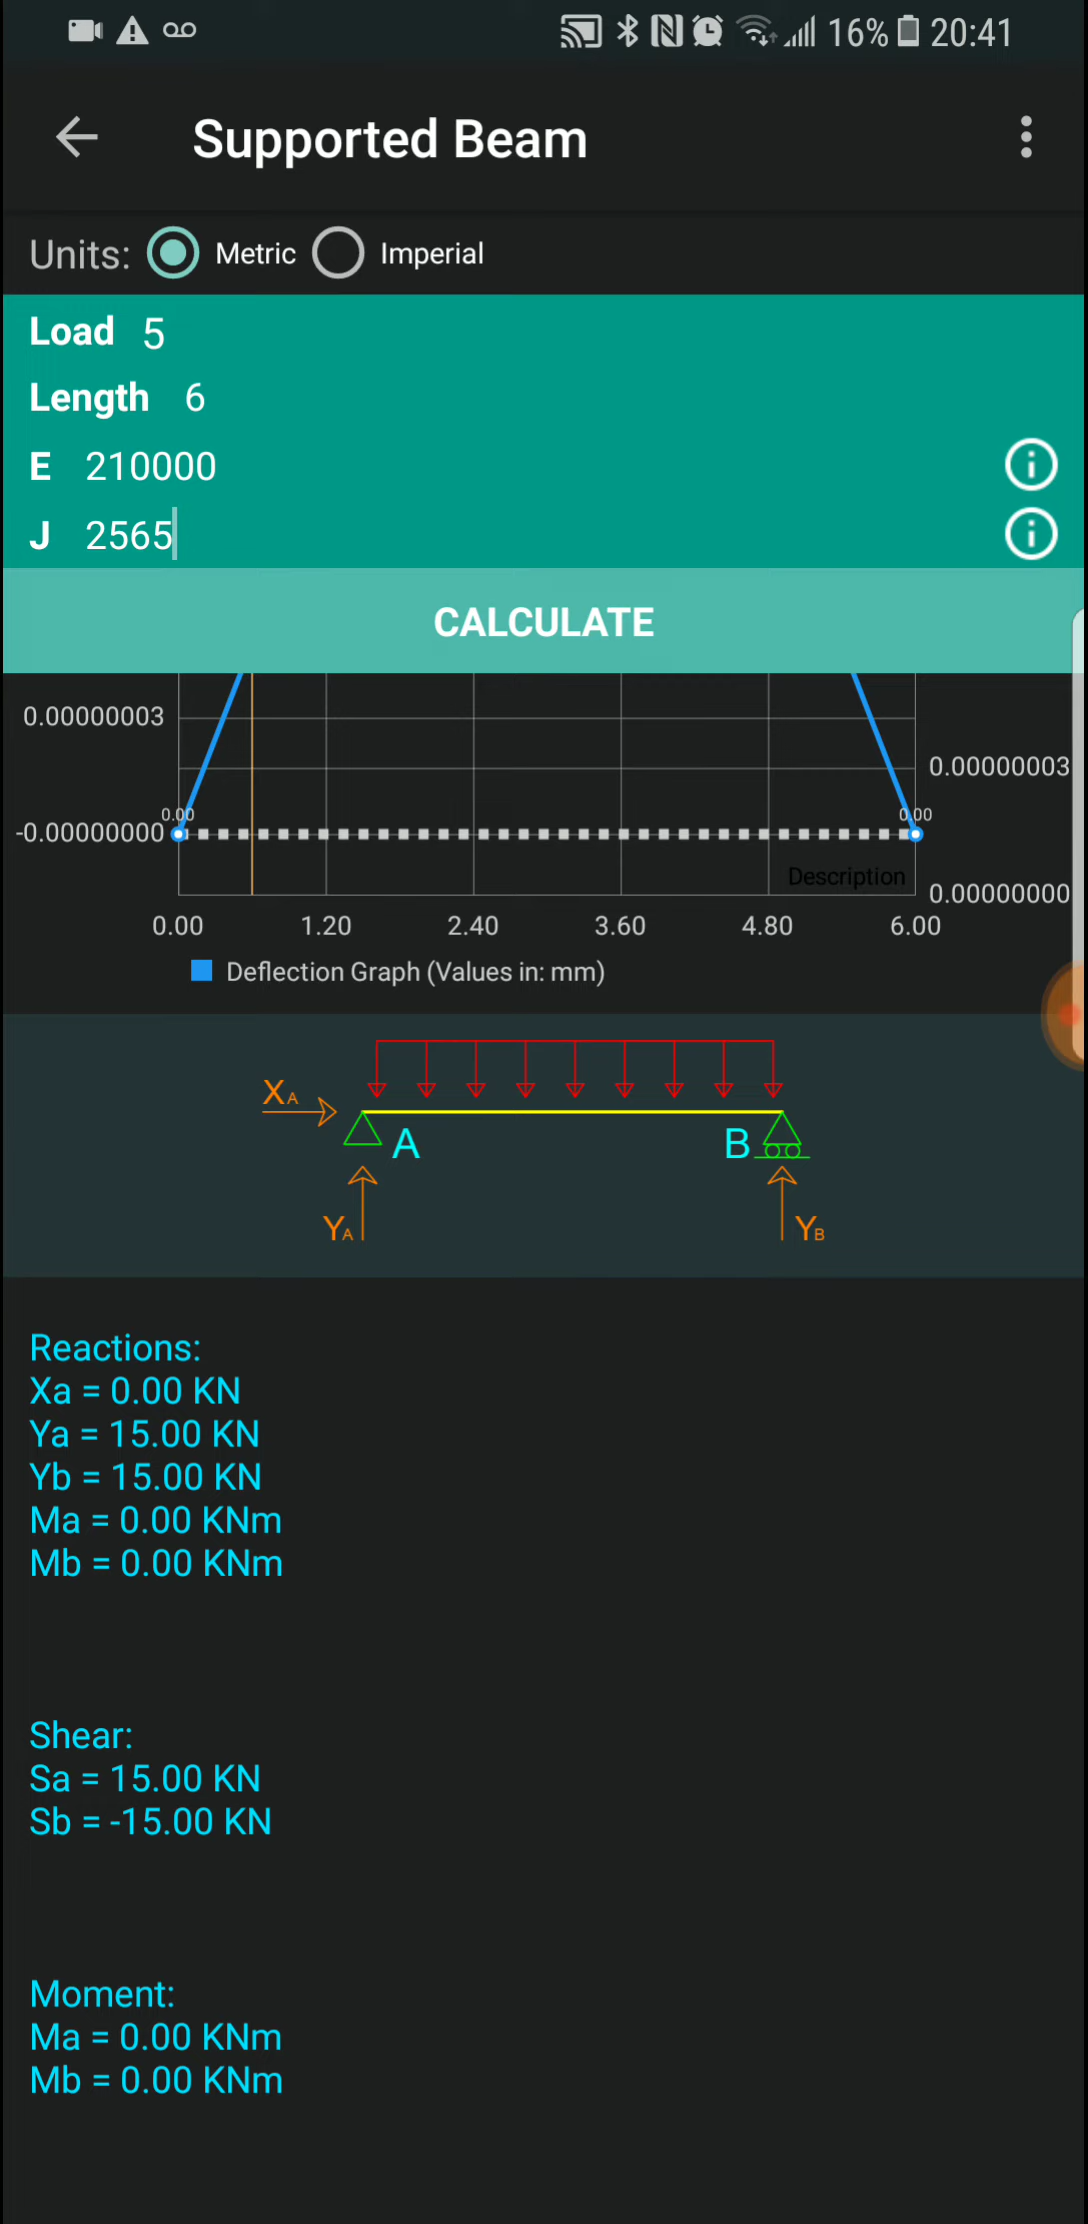 16% 20:41
Supported Beam
Units: Metric Imperial
Load 5
Length 6
E 210000
J 2565
CALCULATE
0.00000003
0.00000003
0.00 0.00
-0.00000000
Description
0.00000000
0.00 1.20 2.40 3.60 4.80 6.00
Deflection Graph (Values in: mm)
XA
A B
YA YB
Reactions:
Xa = 0.00 KN
Ya = 15.00 KN
Yb = 15.00 KN
Ma = 0.00 KNm
Mb = 0.00 KNm
Shear:
Sa = 15.00 KN
Sb = -15.00 KN
Moment:
Ma = 0.00 KNm
Mb = 0.00 KNm